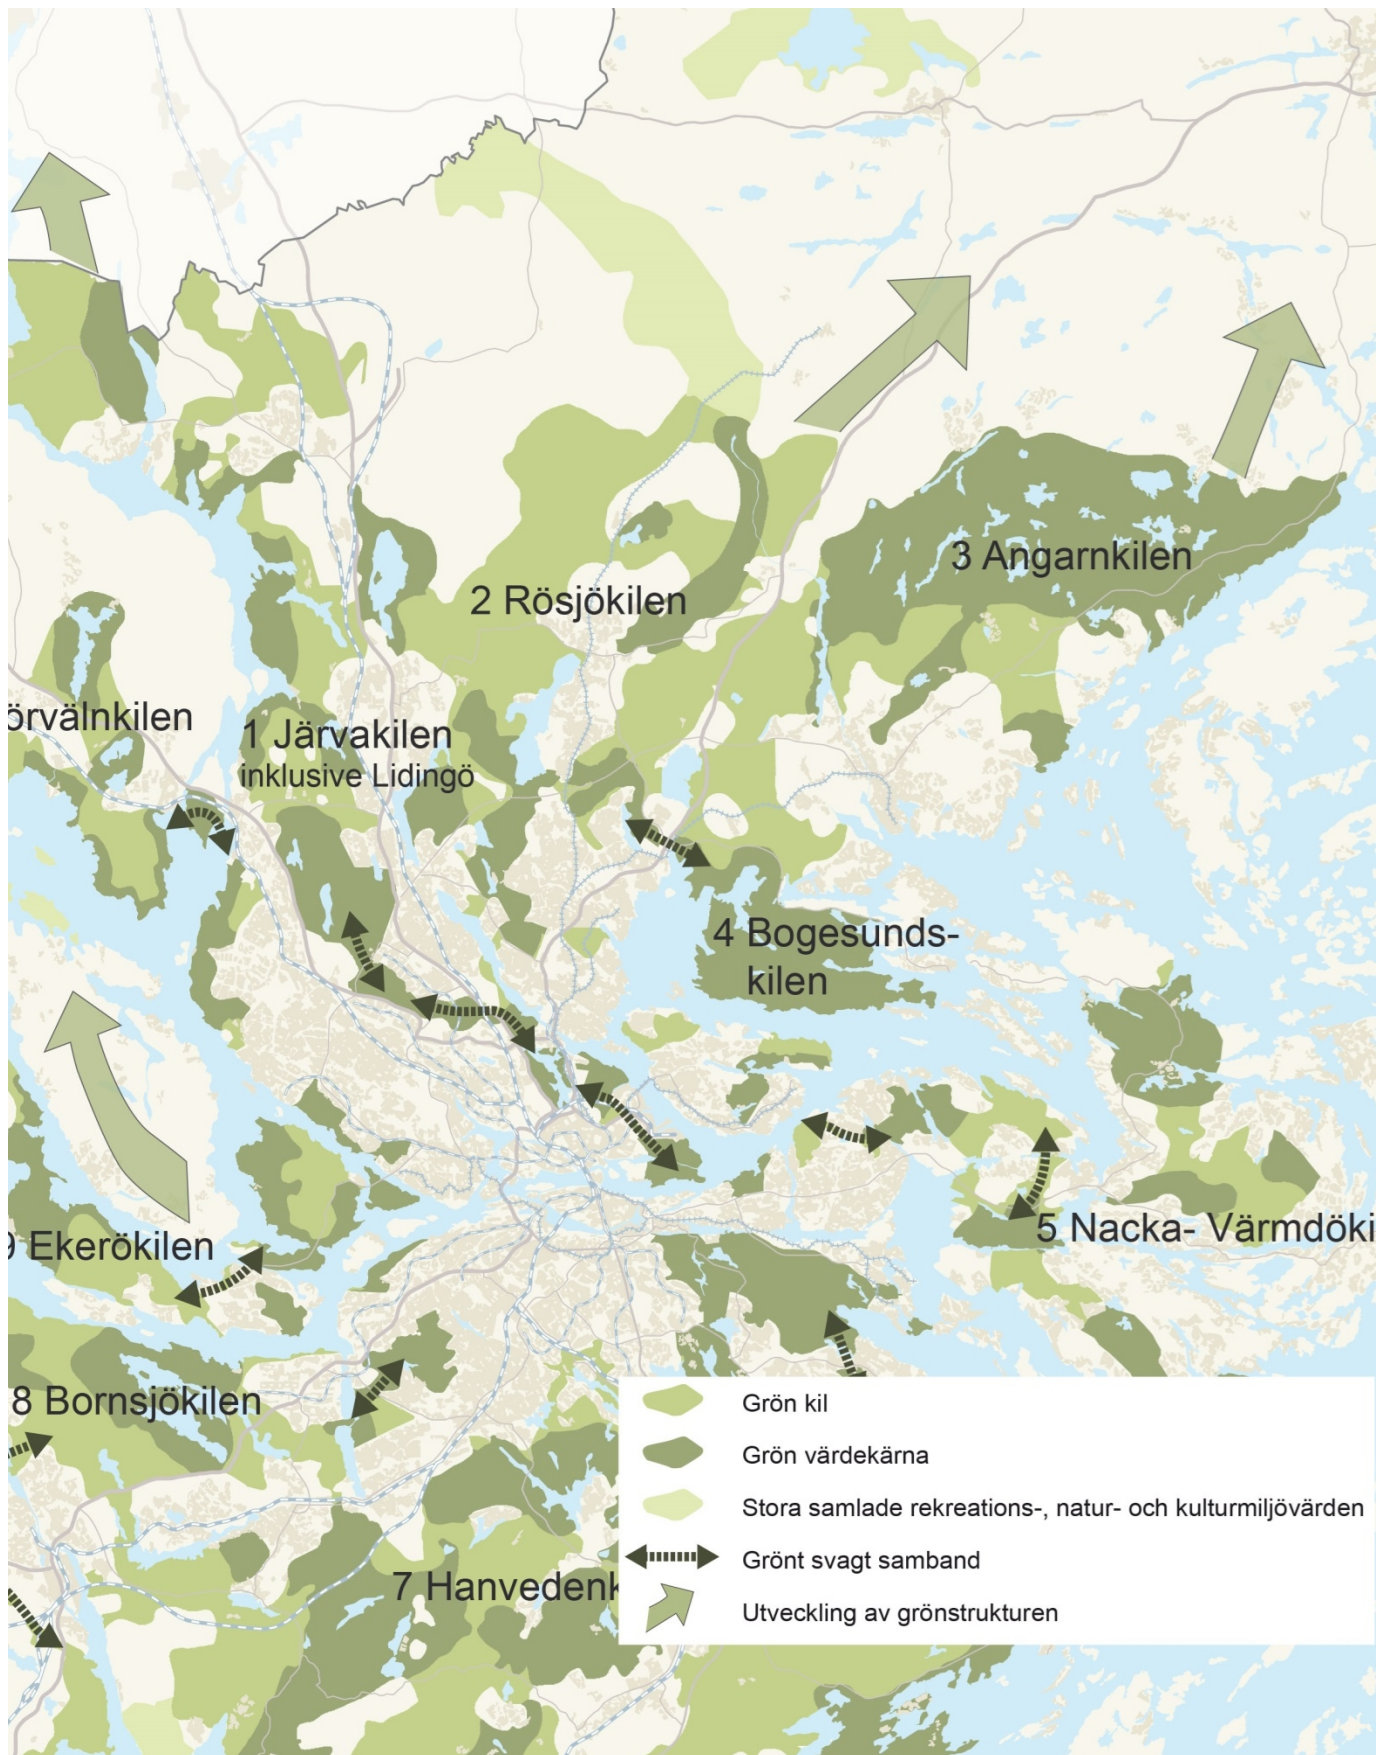 3 Angarnkilen
2 Rösjökilen
örvälnkilen
1 Järvakilen
inklusive Lidingö
4 Bogesunds-
kilen
5 Nacka- Värmdöki
9 Ekerökilen
8 Bornsjökilen
7 Hanvedenk
Grön kil
Grön värdekärna
Stora samlade rekreations-, natur- och kulturmiljövärden
Grönt svagt samband
Utveckling av grönstrukturen